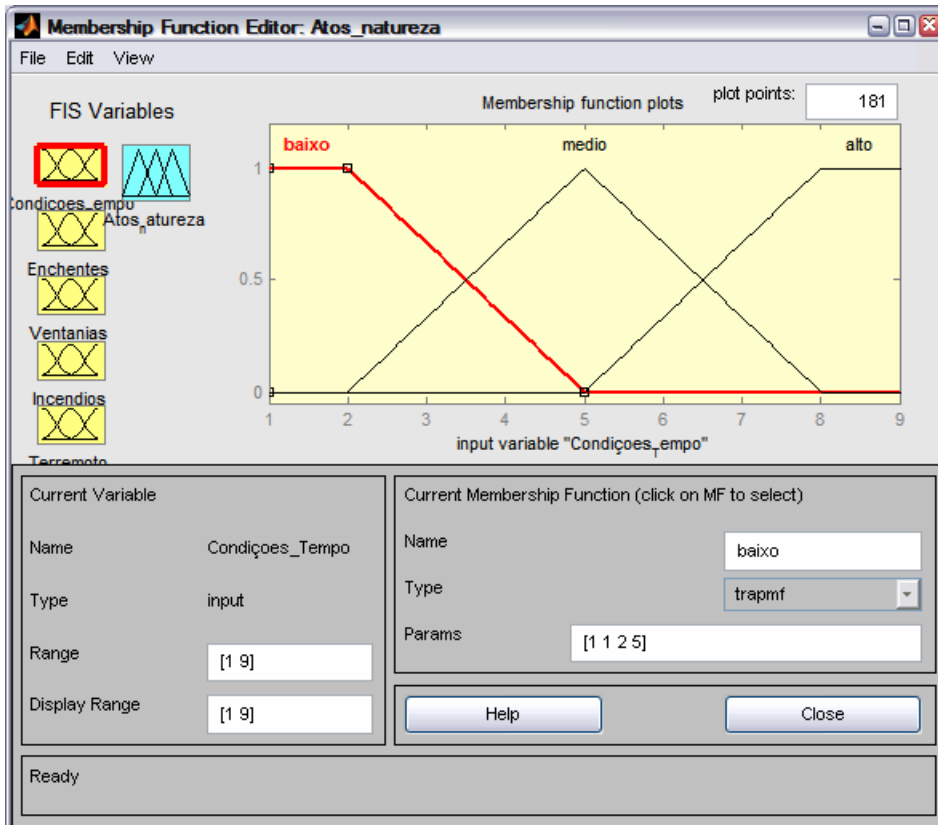 Membership Function Editor: Atos_natureza
File Edit View
FIS Variables
Membership function plots
plot points:
181
Condicoes_empo
Atos_natureza
Enchentes
Ventanias
Incendios
Terremoto
baixo medio alto
1
0.5
0
1 2 3 4 5 6 7 8 9
input variable "Condiçoes_Tempo"
Current Variable
Name Condiçoes_Tempo
Type input
Range [1 9]
Display Range [1 9]
Current Membership Function (click on MF to select)
Name baixo
Type trapmf
Params [1 1 2 5]
Help Close
Ready